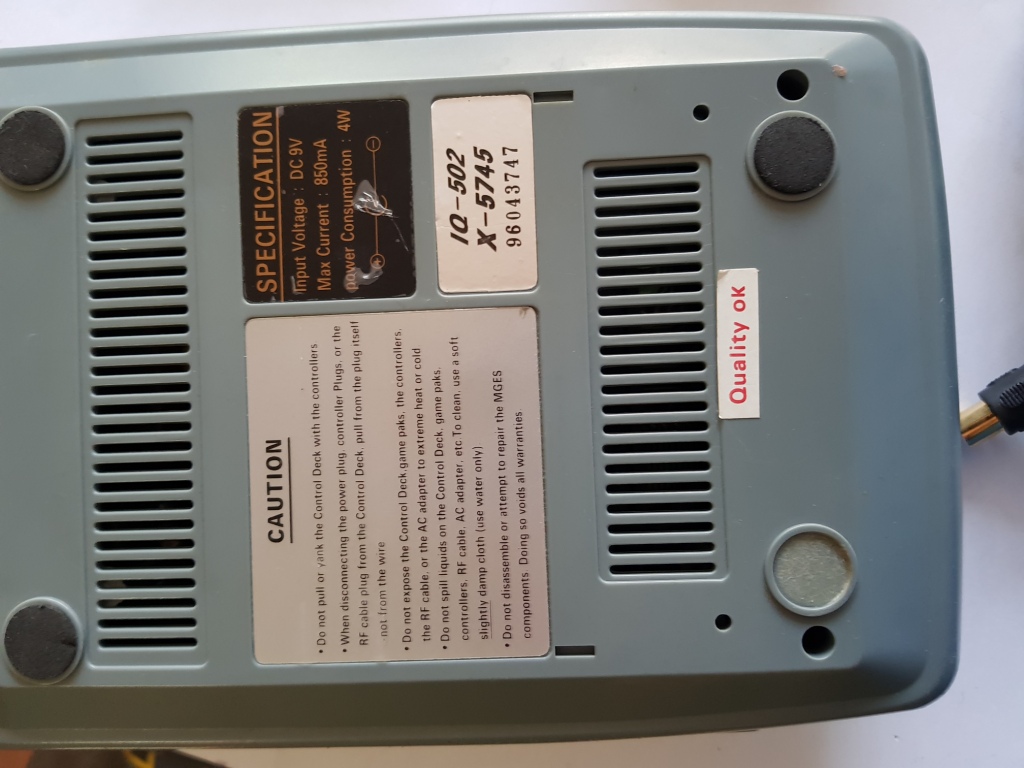 SPECIFICATION
Input Voltage : DC 9V
Max Current : 850mA
power Consumption : 4W
IQ-502
X-5745
96043747
CAUTION
• Do not pull or yank the Control Deck with the controllers
• When disconnecting the power plug, controller Plugs, or the
RF cable plug from the Control Deck, pull from the plug itself
not from the wire
• Do not expose the Control Deck,game paks, the controllers,
the RF cable, or the AC adapter to extreme heat or cold
• Do not spill liquids on the Control Deck, game paks,
controllers, RF cable, AC adapter, etc To clean, use a soft
slightly damp cloth (use water only)
• Do not disassemble or attempt to repair the MGES
components Doing so voids all warranties
Quality OK